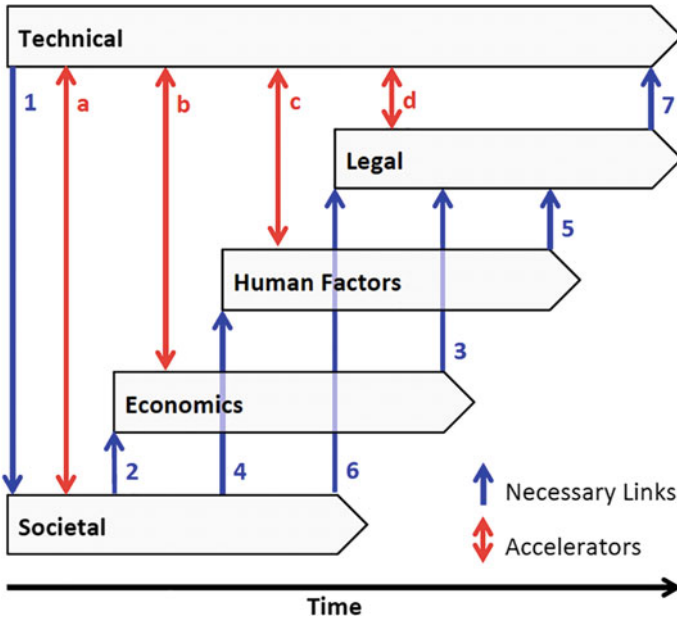 Technical
1
a
b
c
d
7
Legal
5
Human Factors
3
Economics
2
4
6
Necessary Links
Societal
Accelerators
Time